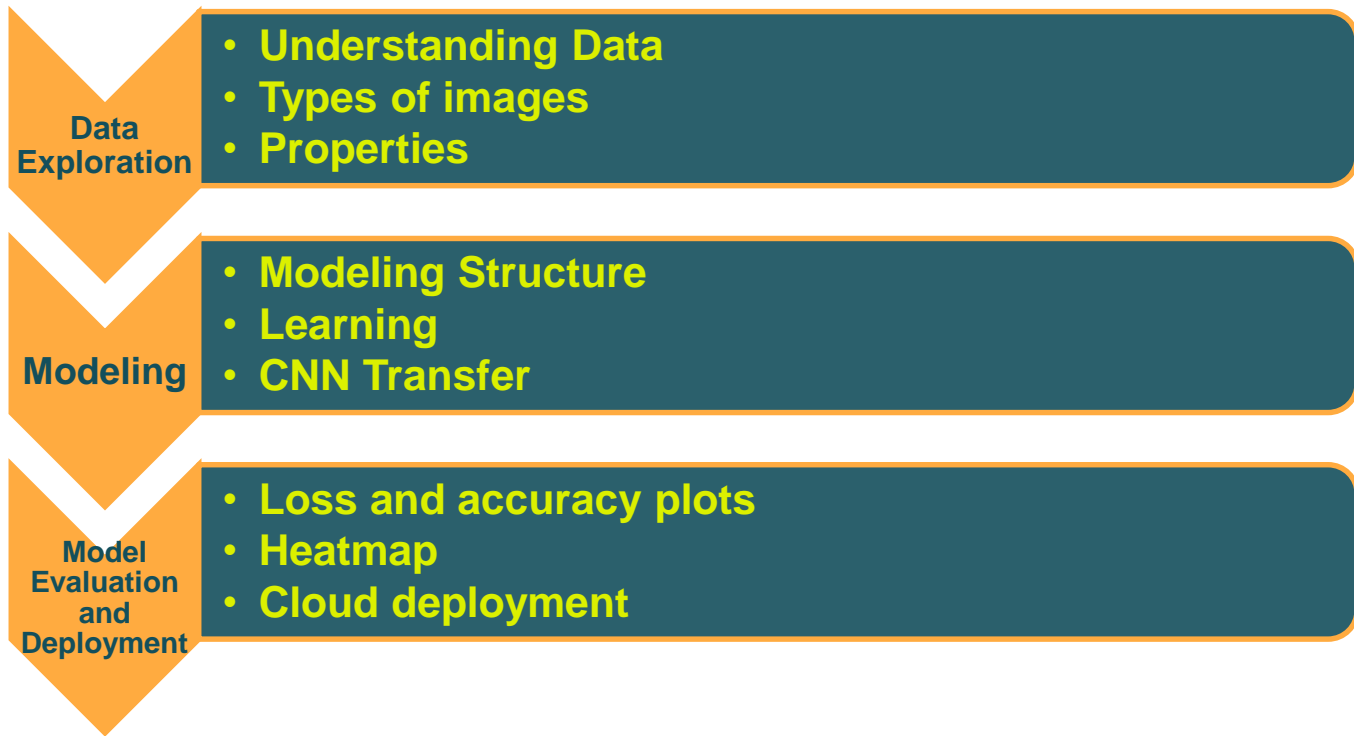 Data
Exploration
• Understanding Data
• Types of images
• Properties
Modeling
• Modeling Structure
• Learning
• CNN Transfer
Model
Evaluation
and
Deployment
• Loss and accuracy plots
• Heatmap
• Cloud deployment